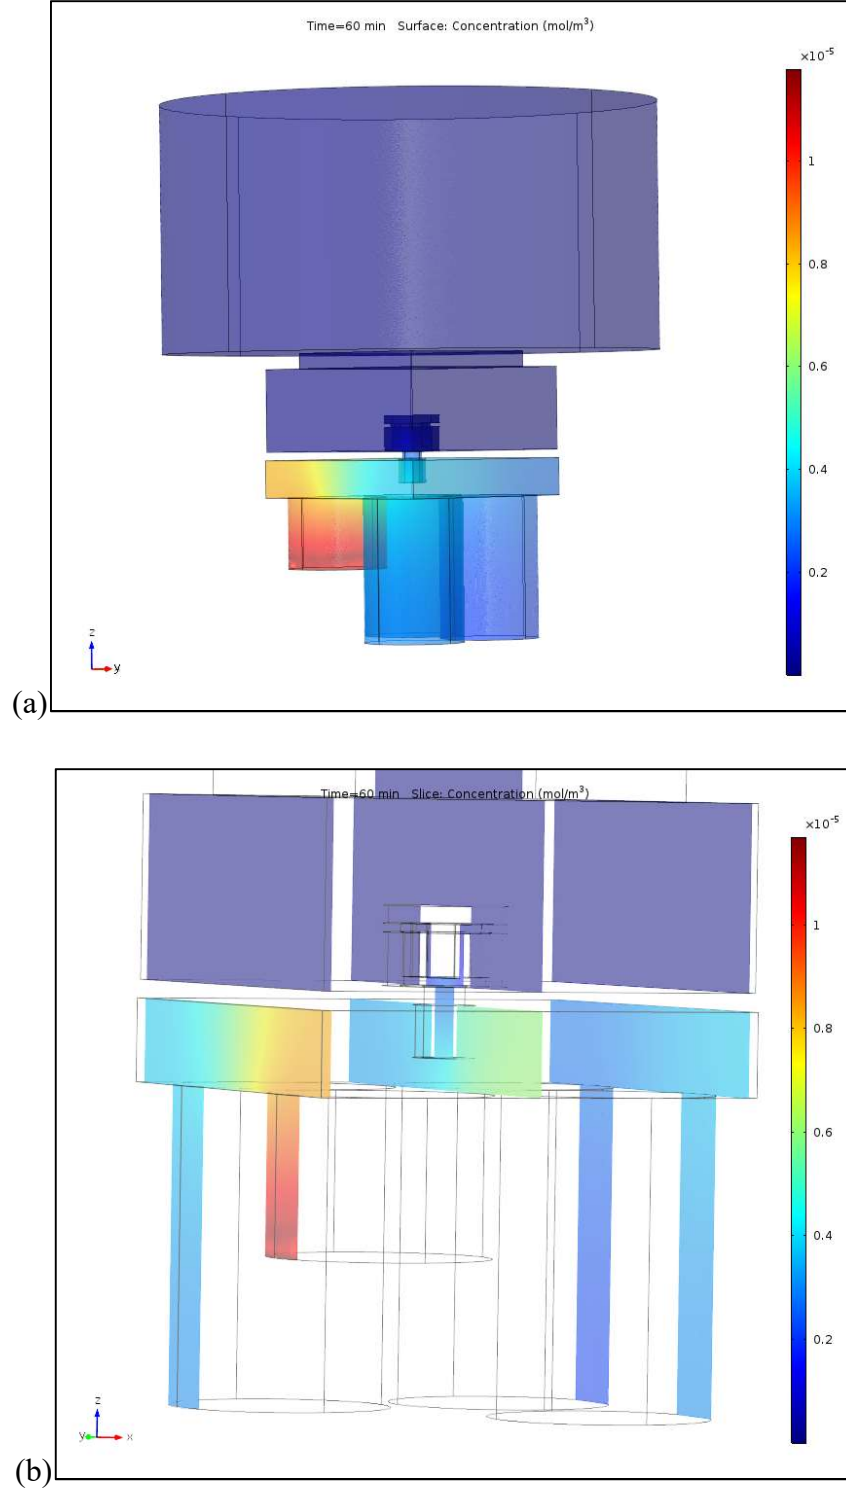 Time=60 min Surface: Concentration (mol/m³)
×10⁻⁵
1
0.8
0.6
0.4
0.2
z
y
(a)
Time=60 min Slice: Concentration (mol/m³)
×10⁻⁵
1
0.8
0.6
0.4
0.2
z
y x
(b)